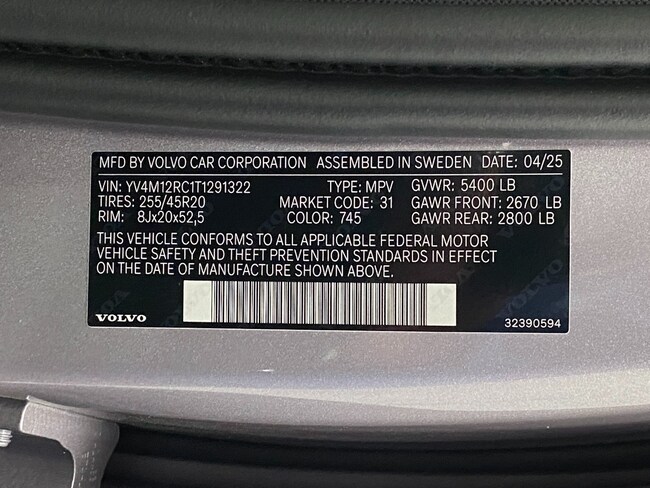 MFD BY VOLVO CAR CORPORATION ASSEMBLED IN SWEDEN DATE: 04/25
VIN: YV4M12RC1T1291322 TYPE: MPV GVWR: 5400 LB
TIRES: 255/45R20 MARKET CODE: 31 GAWR FRONT: 2670 LB
RIM: 8Jx20x52,5 COLOR: 745 GAWR REAR: 2800 LB
THIS VEHICLE CONFORMS TO ALL APPLICABLE FEDERAL MOTOR
VEHICLE SAFETY AND THEFT PREVENTION STANDARDS IN EFFECT
ON THE DATE OF MANUFACTURE SHOWN ABOVE.
VOLVO 32390594